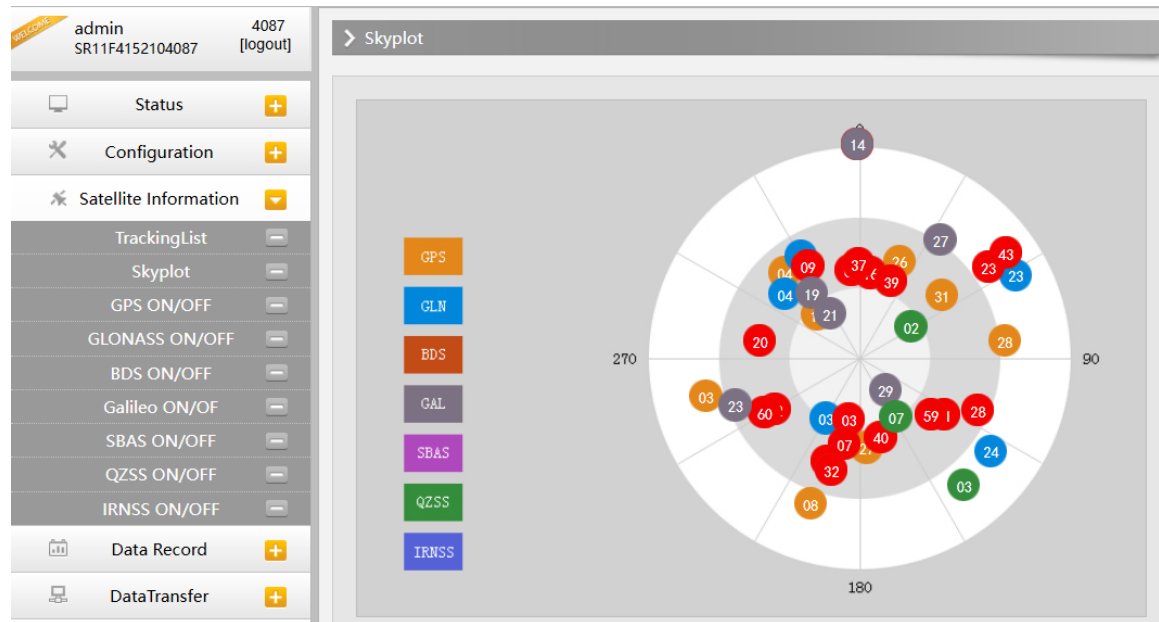 WELCOME
admin
4087
SR11F4152104087
[logout]
Status
Configuration
Satellite Information
TrackingList
Skyplot
GPS ON/OFF
GLONASS ON/OFF
BDS ON/OFF
Galileo ON/OF
SBAS ON/OFF
QZSS ON/OFF
IRNSS ON/OFF
Data Record
DataTransfer
Skyplot
GPS
GLN
BDS
GAL
SBAS
QZSS
IRNSS
14
27
43
23
23
26
37
39
09
04
04
19
21
31
02
28
20
270
90
03
23
60
29
03
03
07
59
28
07
40
27
32
24
03
08
180